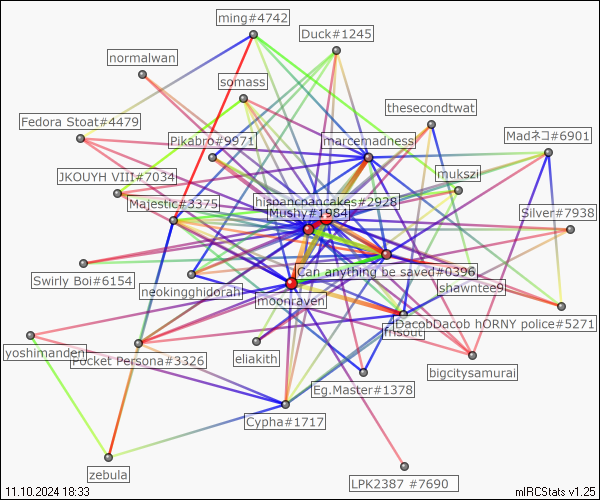 ming#4742
Duck#1245
normalwan
somass
thesecondtwat
Fedora Stoat#4479
Pikabro#9971
marcemadness
Madネコ#6901
JKOUYH VIII#7034
mukszi
Majestic#3375
hispancpancakes#2928
Mushy#1984
Silver#7938
Swirly Boi#6154
neokingghidorah
Can anything be saved#0396
shawntee9
moonraven
DacobDacob hORNY police#5271
yoshimanden
Pocket Persona#3326
eliakith
bigcitysamurai
Eg.Master#1378
Cypha#1717
zebula
LPK2387 #7690
11.10.2024 18:33
mIRCStats v1.25